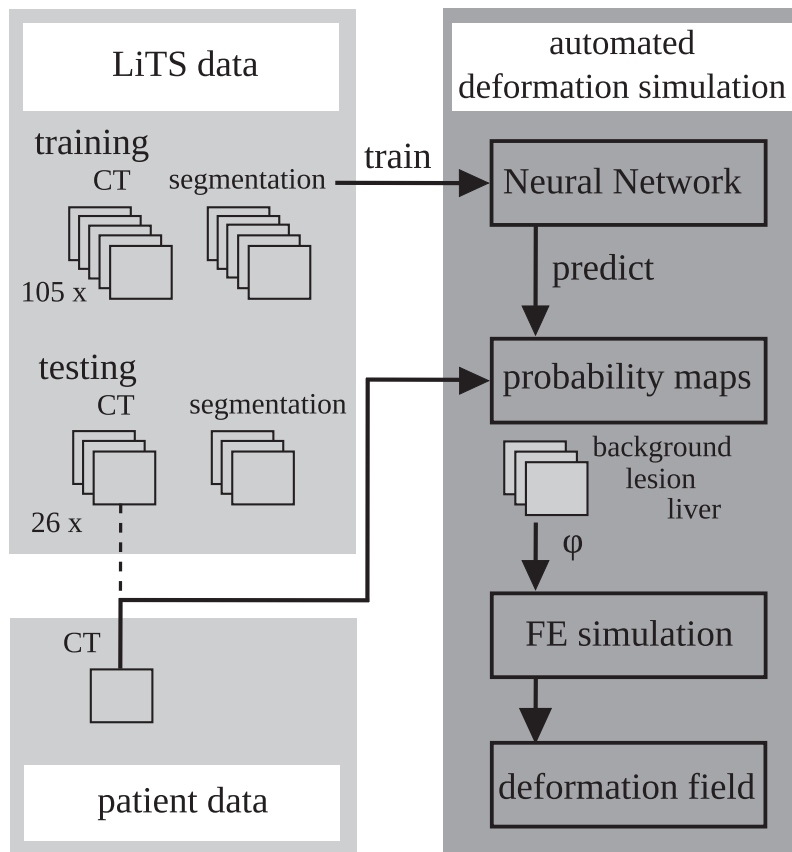 LiTS data
training
CT
segmentation
105 x
testing
CT
segmentation
26 x
CT
patient data
train
automated
deformation simulation
Neural Network
predict
probability maps
background
lesion
liver
φ
FE simulation
deformation field